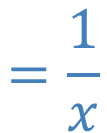 = 1/x